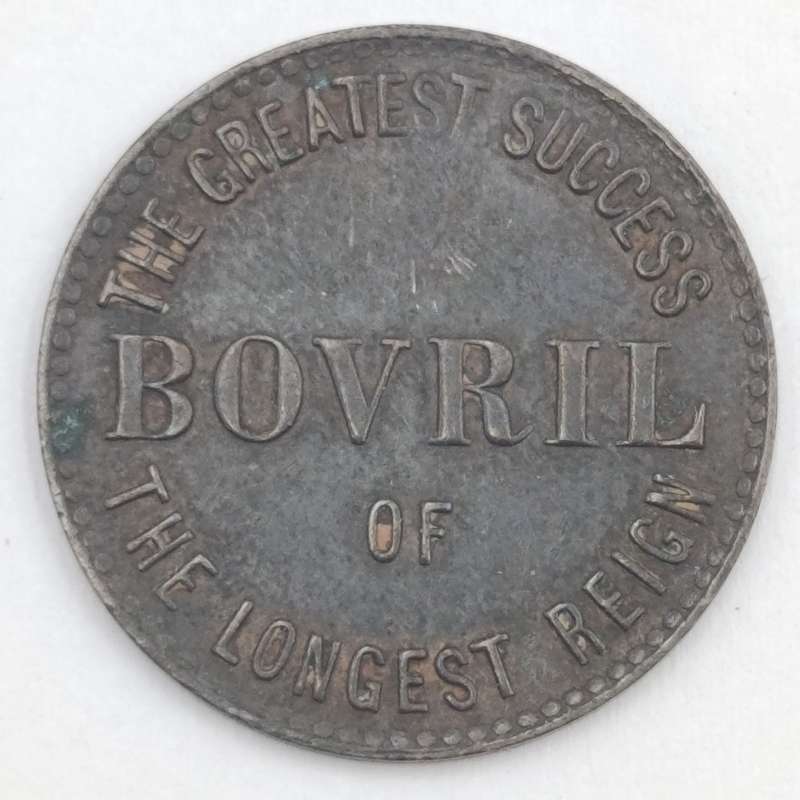 THE GREATEST SUCCESS
BOVRIL
OF
THE LONGEST REIGN